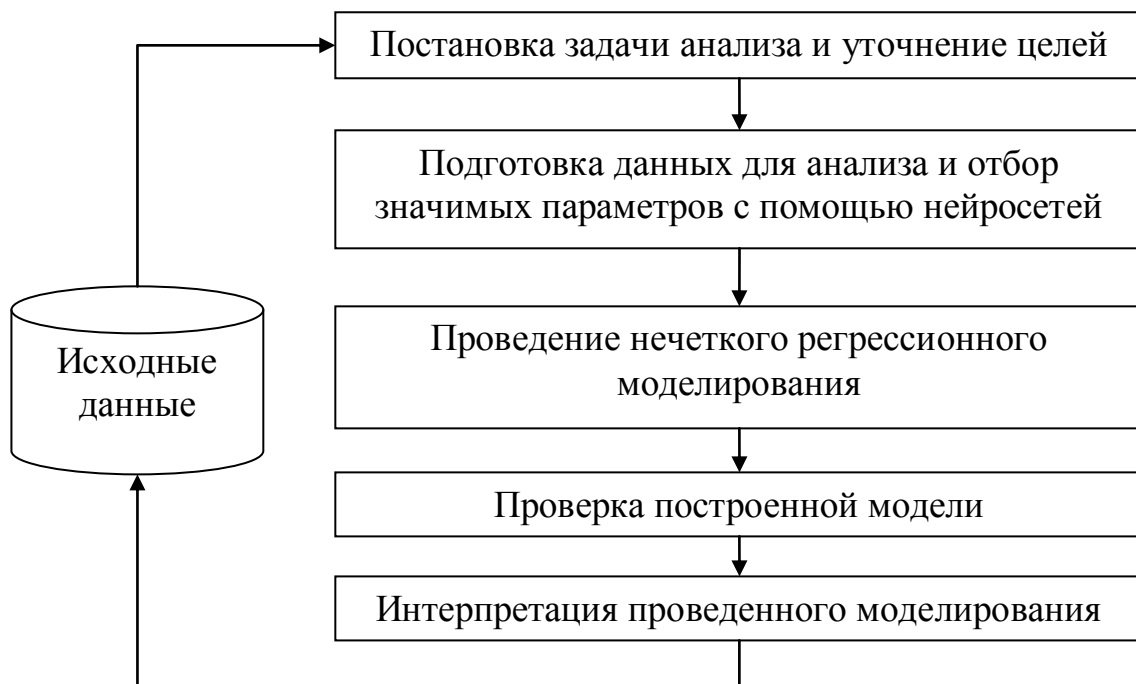 Постановка задачи анализа и уточнение целей
Подготовка данных для анализа и отбор
значимых параметров с помощью нейросетей
Проведение нечеткого регрессионного
моделирования
Исходные
данные
Проверка построенной модели
Интерпретация проведенного моделирования